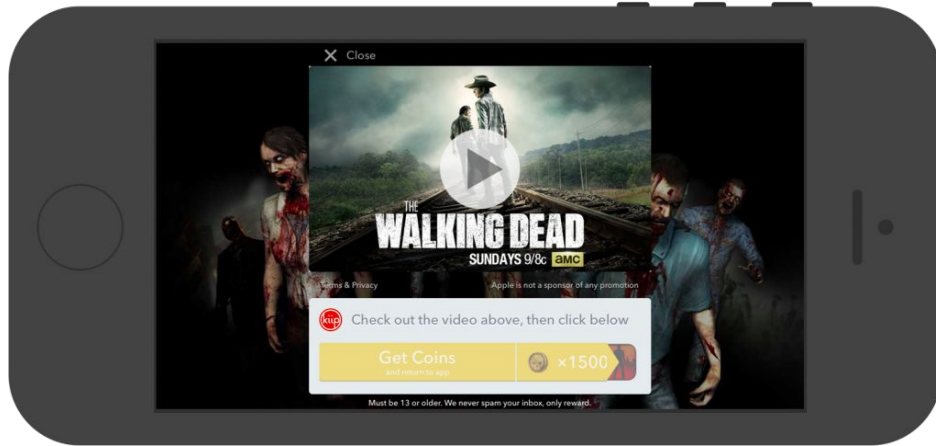 Close
THE
WALKING DEAD
SUNDAYS 9/8c aMC
Terms & Privacy
Apple is not a sponsor of any promotion
kiip
Check out the video above, then click below
Get Coins
and return to app
×1500
Must be 13 or older. We never spam your inbox, only reward.